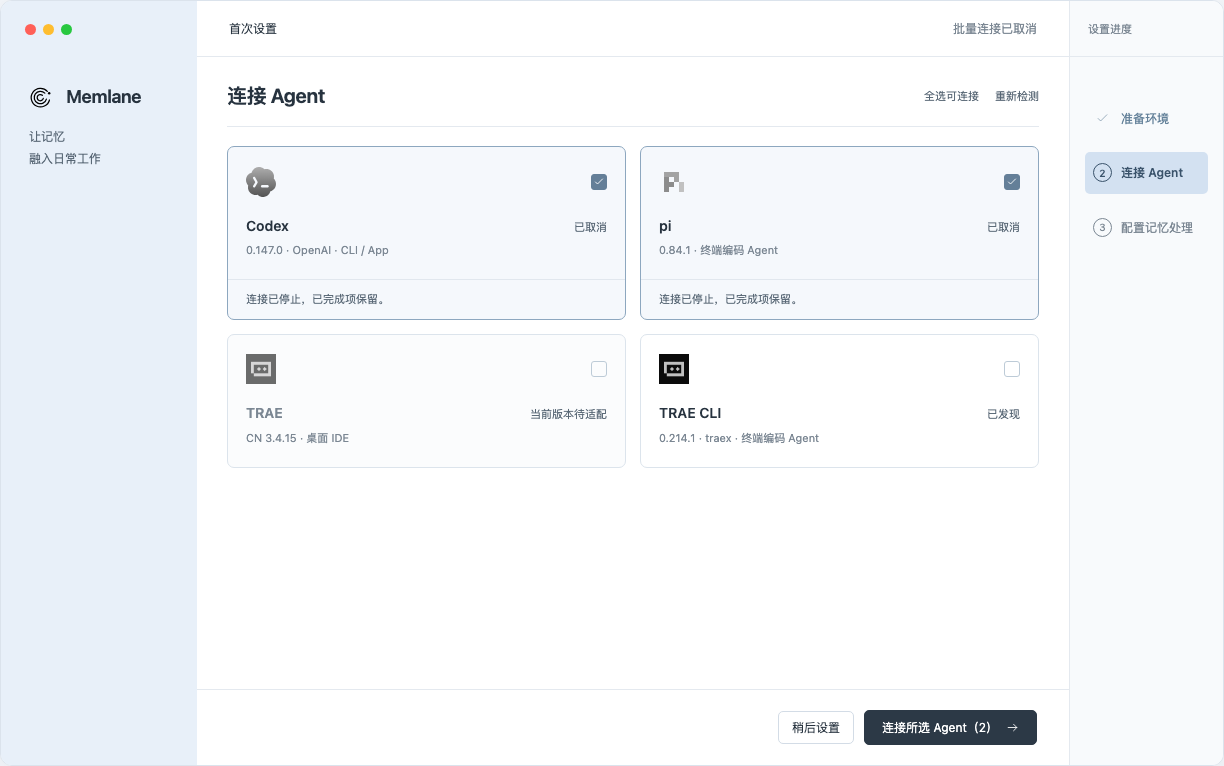 首次设置
批量连接已取消
设置进度
Memlane
让记忆
融入日常工作
连接 Agent
全选可连接
重新检测
Codex
已取消
0.147.0 · OpenAI · CLI / App
连接已停止，已完成项保留。
pi
已取消
0.84.1 · 终端编码 Agent
连接已停止，已完成项保留。
TRAE
当前版本待适配
CN 3.4.15 · 桌面 IDE
TRAE CLI
已发现
0.214.1 · traex · 终端编码 Agent
准备环境
2 连接 Agent
3 配置记忆处理
稍后设置
连接所选 Agent（2） →